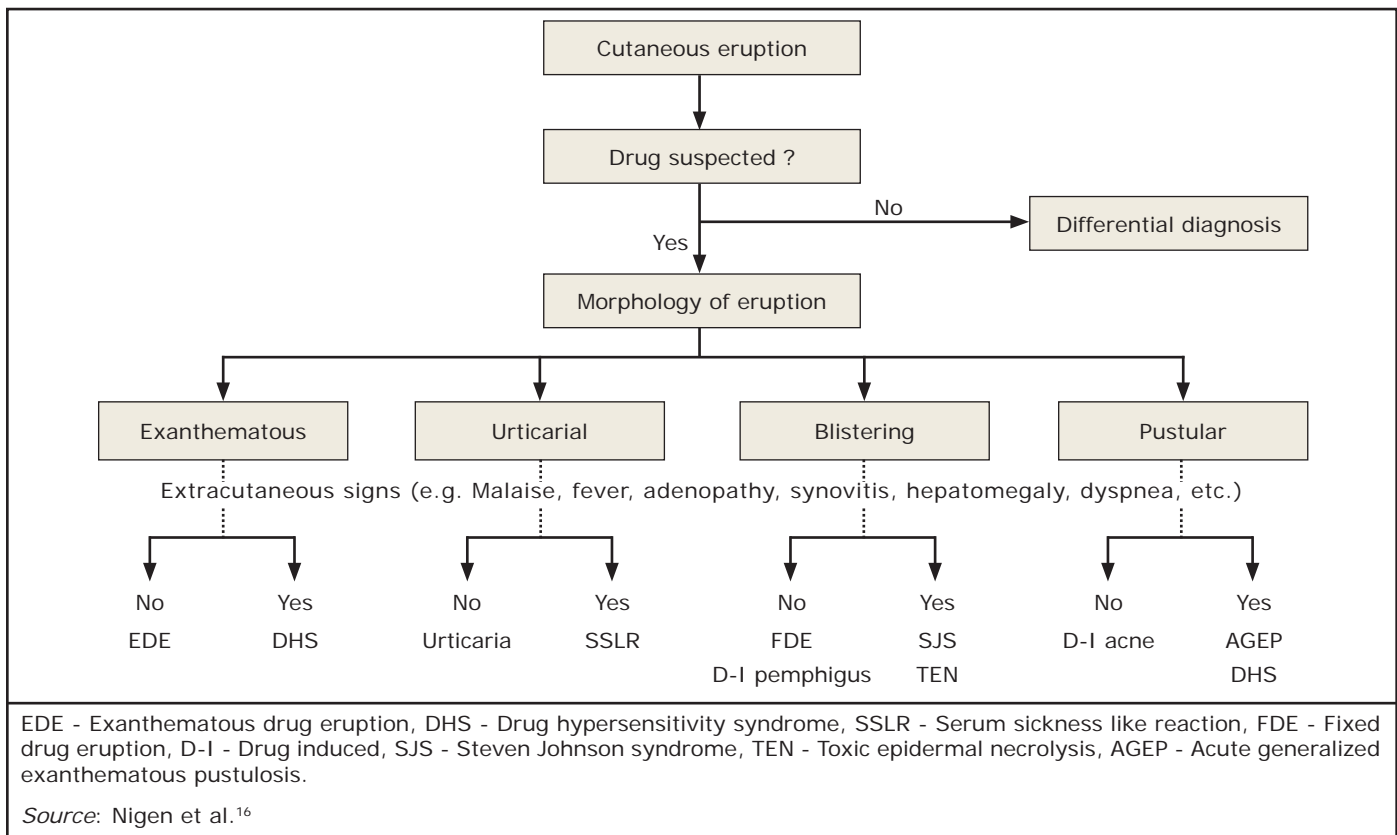 Cutaneous eruption
Drug suspected ?
No
Differential diagnosis
Yes
Morphology of eruption
Exanthematous
Urticarial
Blistering
Pustular
Extracutaneous signs (e.g. Malaise, fever, adenopathy, synovitis, hepatomegaly, dyspnea, etc.)
No
Yes
No
Yes
No
Yes
No
Yes
EDE
DHS
Urticaria
SSLR
FDE
SJS
D-I acne
AGEP
D-I pemphigus
TEN
DHS
EDE - Exanthematous drug eruption, DHS - Drug hypersensitivity syndrome, SSLR - Serum sickness like reaction, FDE - Fixed
drug eruption, D-I - Drug induced, SJS - Steven Johnson syndrome, TEN - Toxic epidermal necrolysis, AGEP - Acute generalized
exanthematous pustulosis.
Source: Nigen et al.16